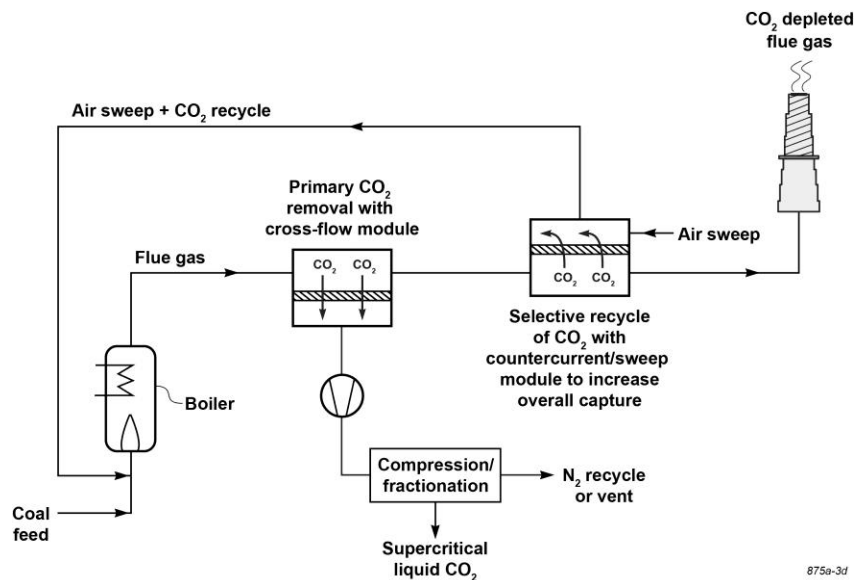 CO₂ depleted
flue gas
Air sweep + CO₂ recycle
Primary CO₂
removal with
cross-flow module
Air sweep
Flue gas
CO₂ CO₂
CO₂ CO₂
Selective recycle
of CO₂ with
countercurrent/sweep
module to increase
overall capture
Boiler
Compression/
fractionation
N₂ recycle
or vent
Coal
feed
Supercritical
liquid CO₂
875a-3d